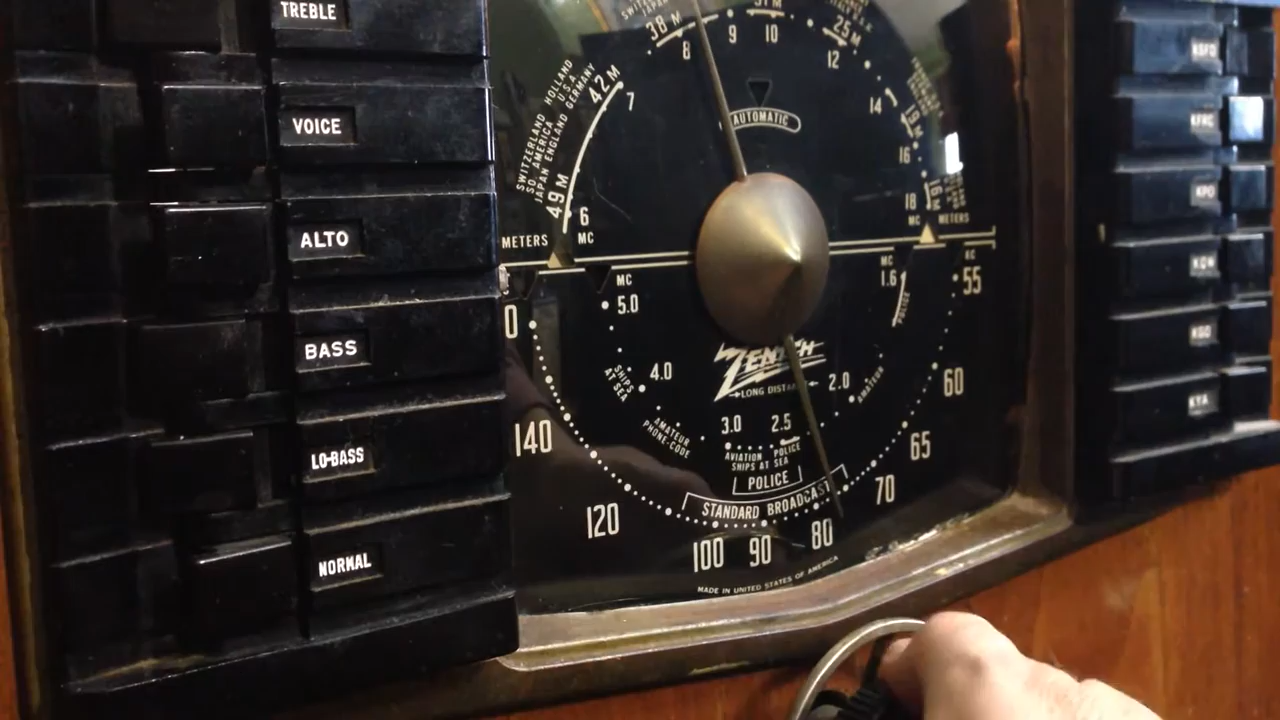 TREBLE
VOICE
ALTO
BASS
LO-BASS
NORMAL
38 M
25 M
8
9
10
12
14
16
18
MC
7
42 M
49 M
6
MC
SWITZERLAND HOLLAND
SO. AMERICA U.S.A.
JAPAN ENGLAND GERMANY
AUTOMATIC
METERS
METERS
MC
5.0
4.0
3.0
2.5
2.0
MC
1.6
POLICE
AMATEUR
KC
55
60
65
70
80
90
100
120
140
0
SHIPS
AT SEA
AMATEUR
PHONE-CODE
ZENITH
LONG
AVIATION
SHIPS AT SEA
POLICE
POLICE
STANDARD BROADCAST
MADE IN UNITED STATES OF AMERICA
KSFO
KFRC
KPO
KGO
KYA